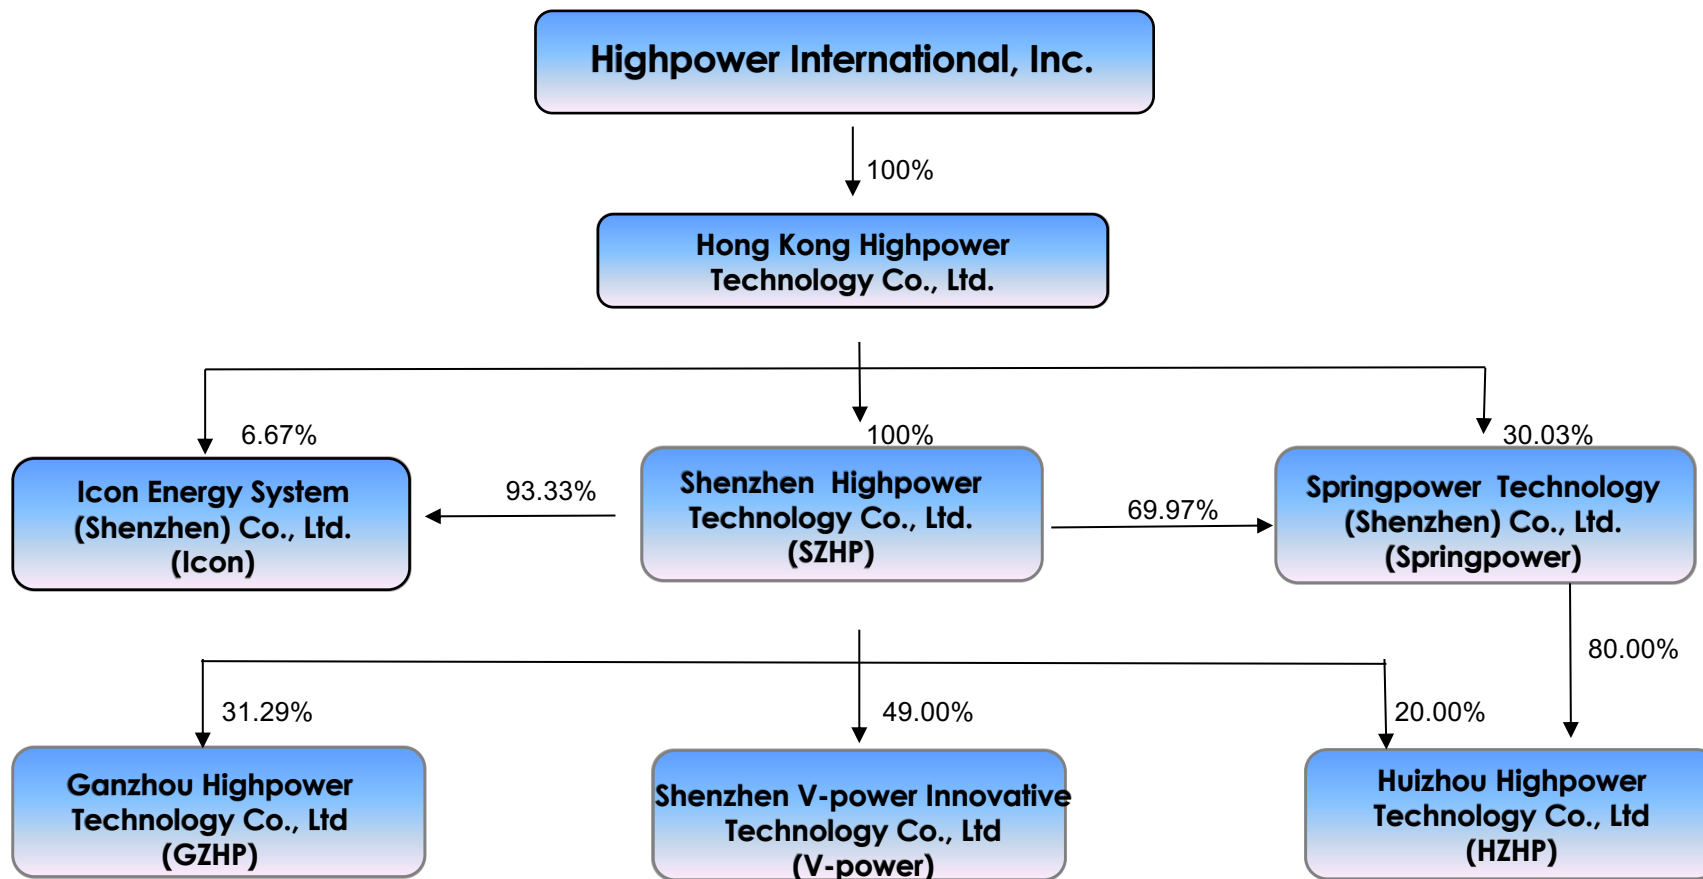 Highpower International, Inc.
100%
Hong Kong Highpower
Technology Co., Ltd.
6.67%
100%
30.03%
Icon Energy System
(Shenzhen) Co., Ltd.
(Icon)
93.33%
Shenzhen Highpower
Technology Co., Ltd.
(SZHP)
69.97%
Springpower Technology
(Shenzhen) Co., Ltd.
(Springpower)
80.00%
31.29%
49.00%
20.00%
Ganzhou Highpower
Technology Co., Ltd
(GZHP)
Shenzhen V-power Innovative
Technology Co., Ltd
(V-power)
Huizhou Highpower
Technology Co., Ltd
(HZHP)